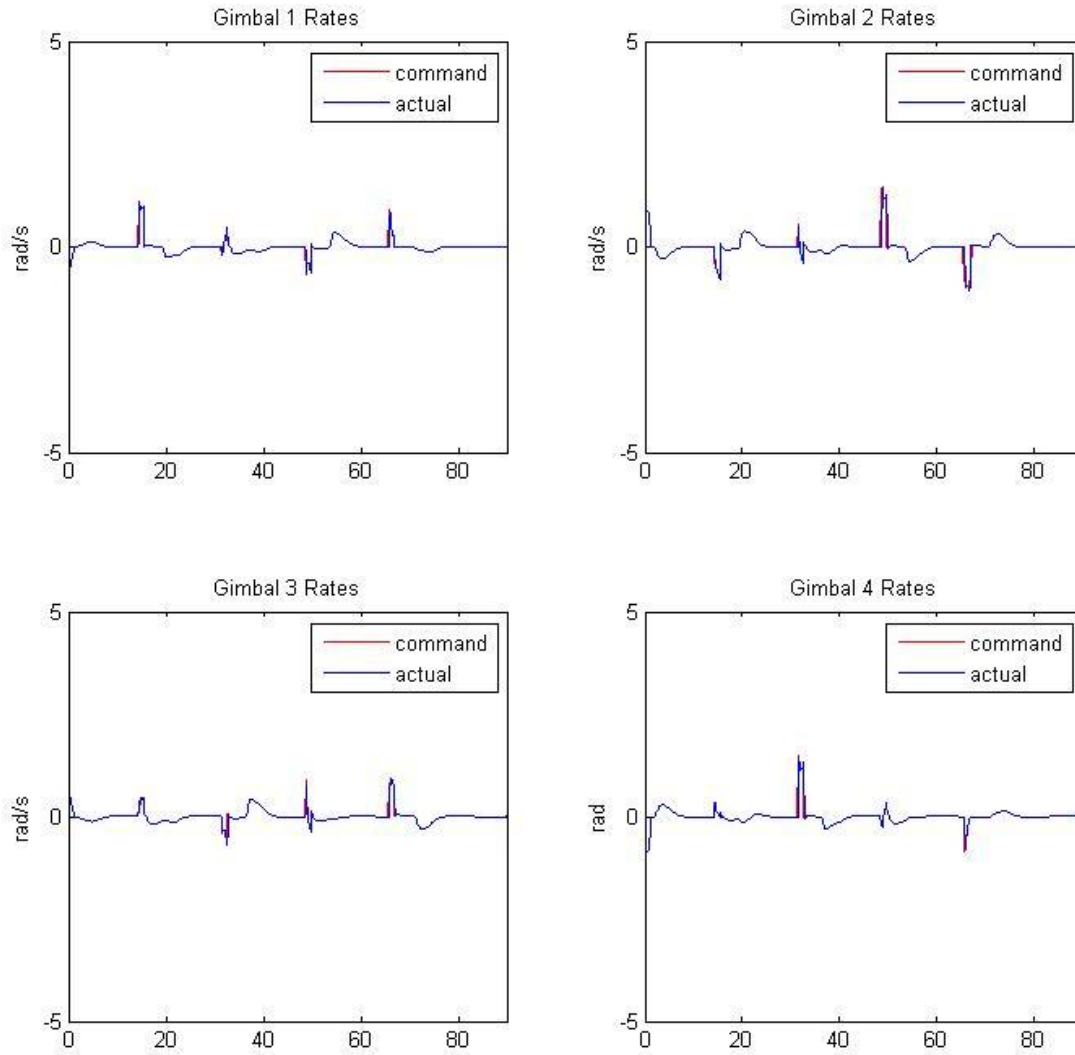 Gimbal 1 Rates
5
command
actual
rad/s
0
-5
0 20 40 60 80
Gimbal 2 Rates
5
command
actual
rad/s
0
-5
0 20 40 60 80
Gimbal 3 Rates
5
command
actual
rad/s
0
-5
0 20 40 60 80
Gimbal 4 Rates
5
command
actual
rad
0
-5
0 20 40 60 80